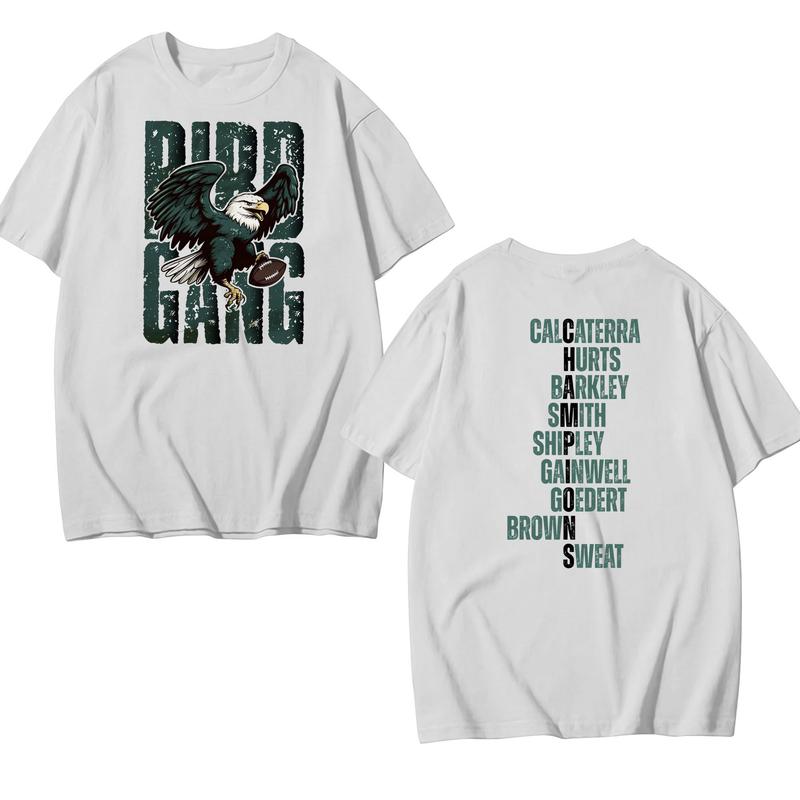 BIRD
GANG
CALCATERRA
HURTS
BARKLEY
SMITH
SHIPLEY
GAINWELL
GOEDERT
BROWN
SWEAT